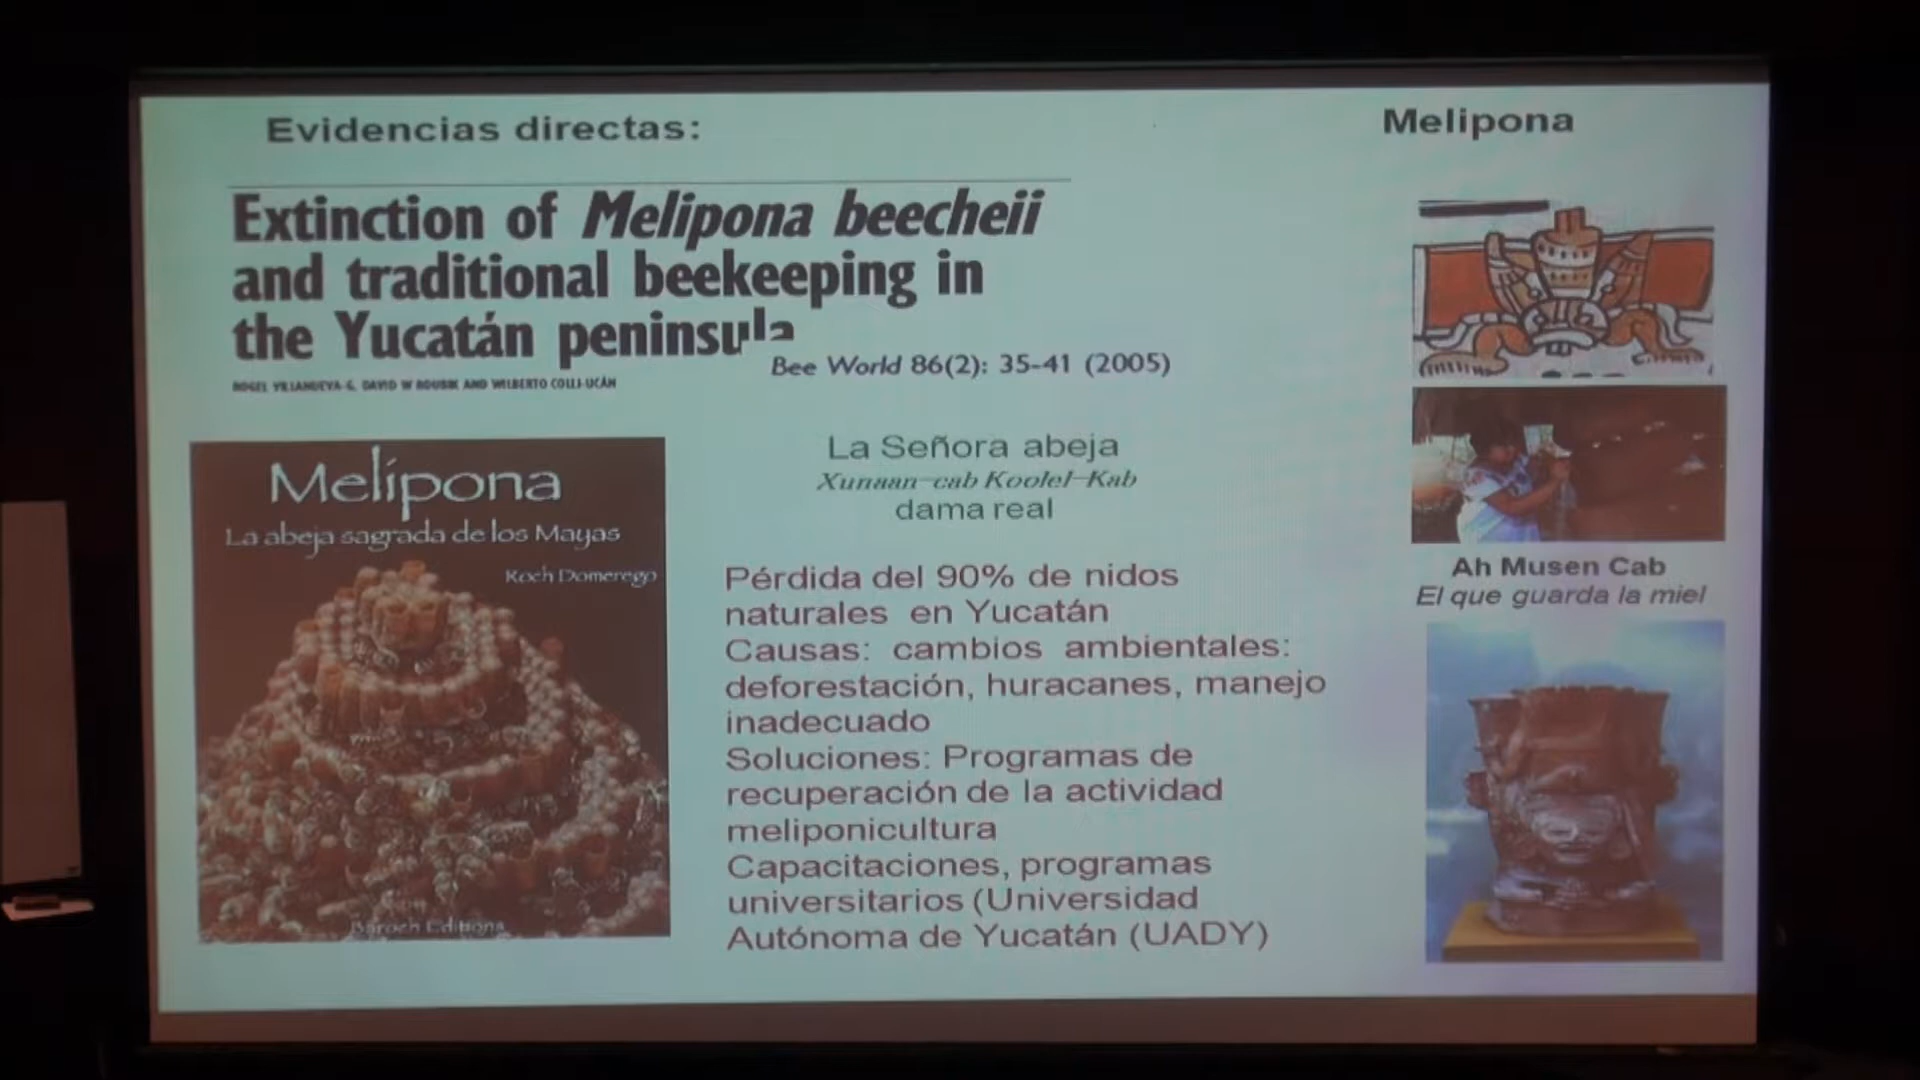 Evidencias directas:
Melipona
Extinction of Melipona beecheii
and traditional beekeeping in
the Yucatán peninsula
Bee World 86(2): 35-41 (2005)
ROGEL VILLANUEVA-G, DAVID W ROUBIK AND WILBERTO COLLI-UCÁN
Melipona
La abeja sagrada de los Mayas
Koch Domerego
Baroch Editions
La Señora abeja
Xunaan-cab Koolel-Kab
dama real
Pérdida del 90% de nidos
naturales en Yucatán
Causas: cambios ambientales:
deforestación, huracanes, manejo
inadecuado
Soluciones: Programas de
recuperación de la actividad
meliponicultura
Capacitaciones, programas
universitarios (Universidad
Autónoma de Yucatán (UADY)
Ah Musen Cab
El que guarda la miel